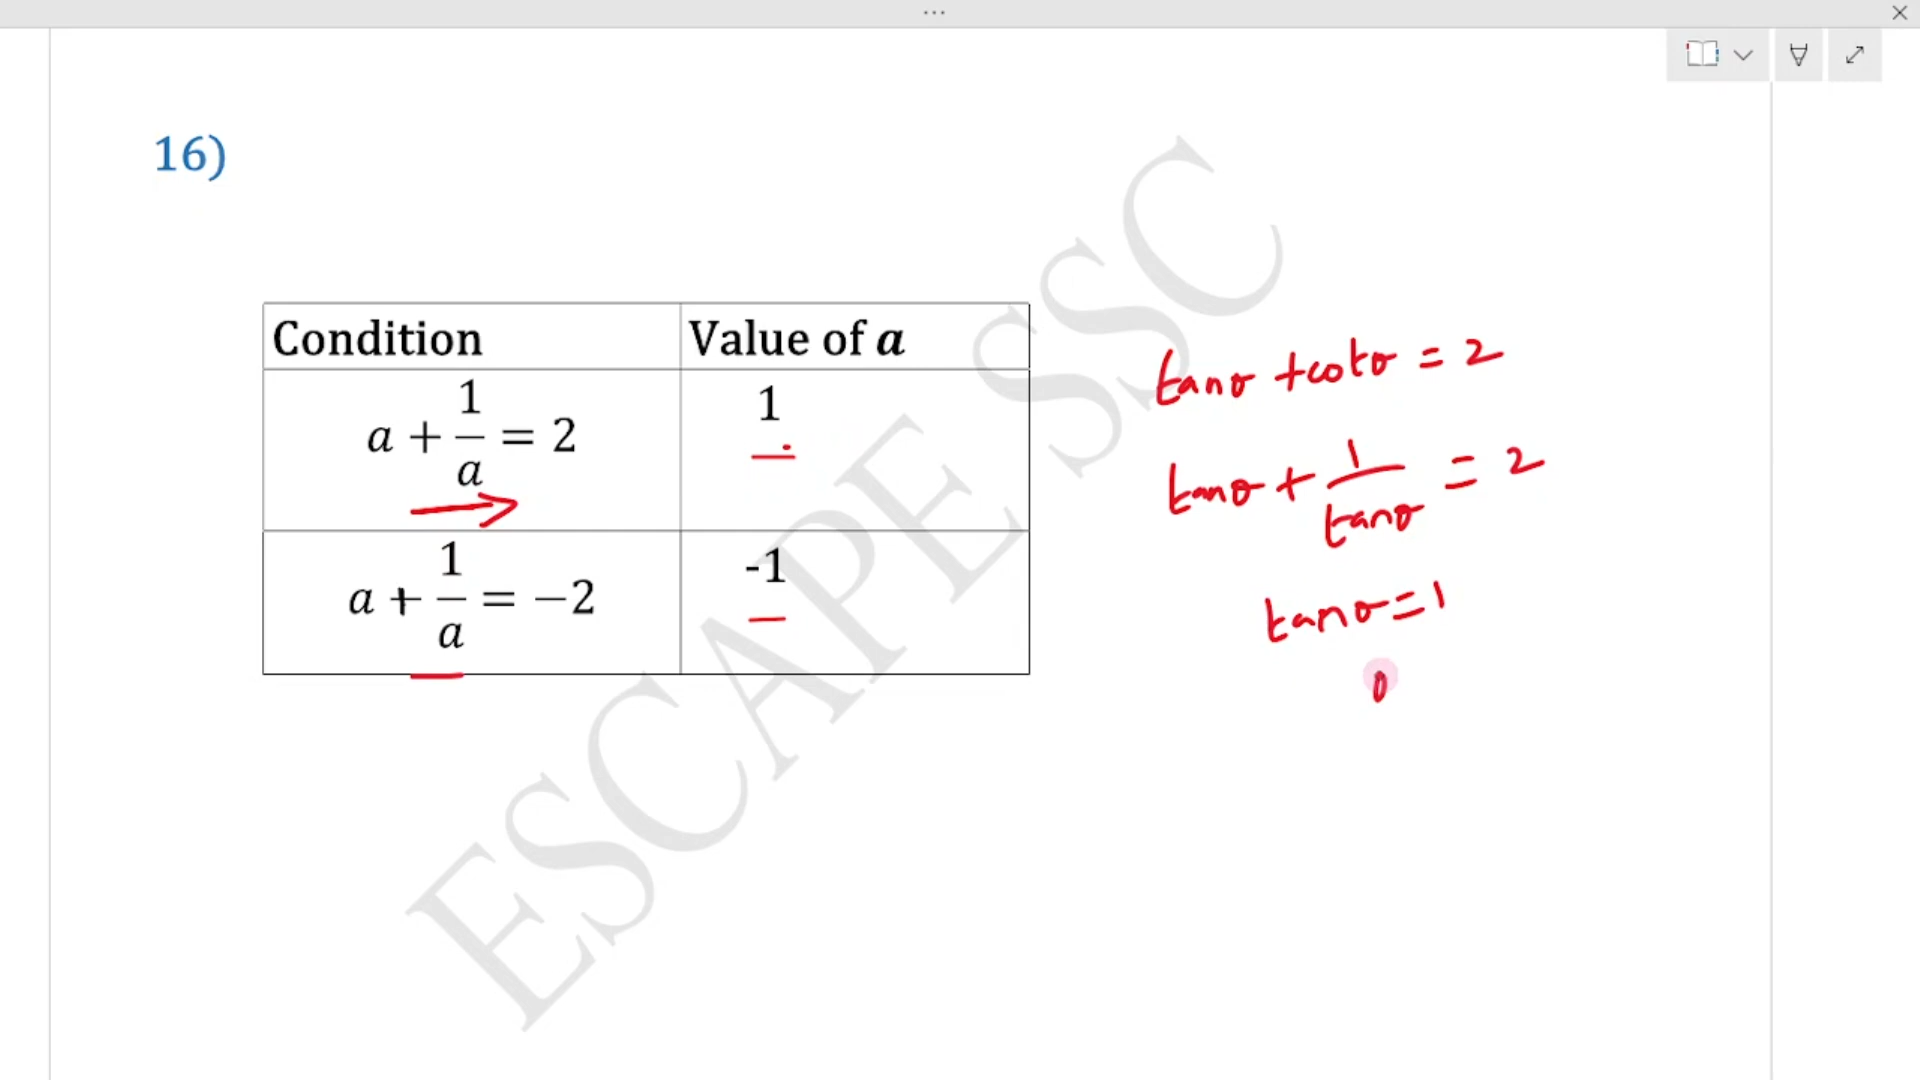 16)
Condition Value of a
a + 1/a = 2 1
a + 1/a = −2 -1
tanθ + cotθ = 2
tanθ + 1/tanθ = 2
tanθ = 1
θ
ESCAPE SSC